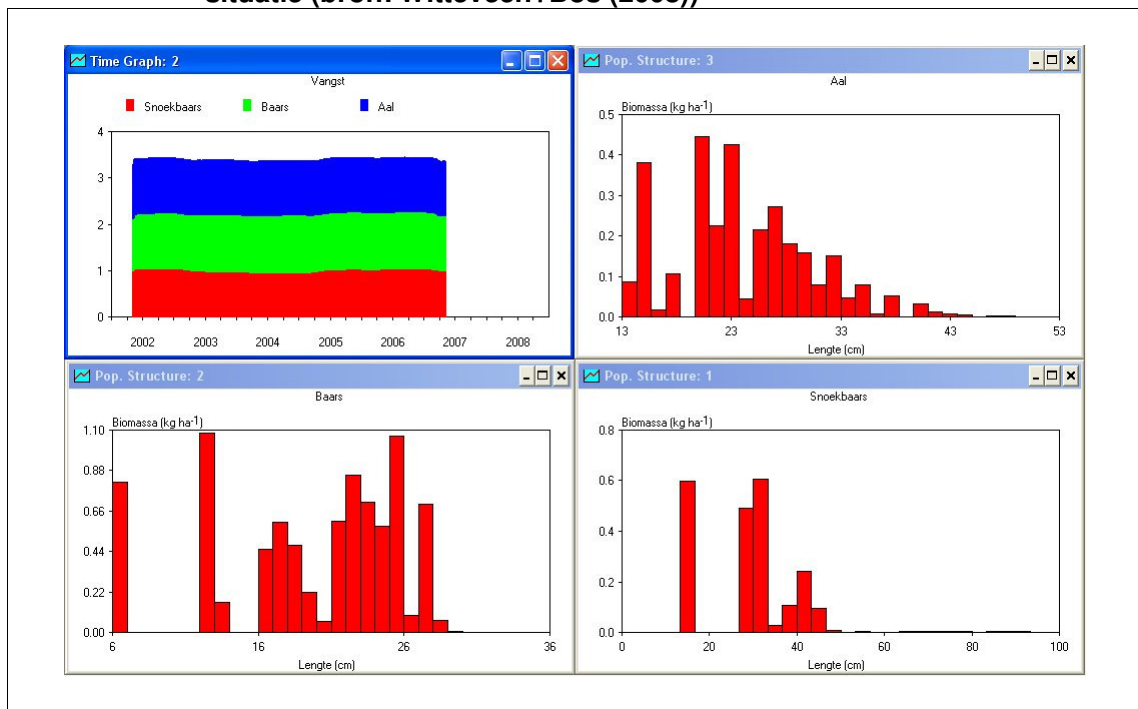 Time Graph: 2
Vangst
Snoekbaars Baars Aal
4
3
2
1
0
2002 2003 2004 2005 2006 2007 2008
Pop. Structure: 3
Aal
Biomassa (kg ha-1)
0.5
0.4
0.3
0.2
0.1
0.0
13 23 33 43 53
Lengte (cm)
Pop. Structure: 2
Baars
Biomassa (kg ha-1)
1.10
0.88
0.66
0.44
0.22
0.00
6 16 26 36
Lengte (cm)
Pop. Structure: 1
Snoekbaars
Biomassa (kg ha-1)
0.8
0.6
0.4
0.2
0.0
0 20 40 60 80 100
Lengte (cm)